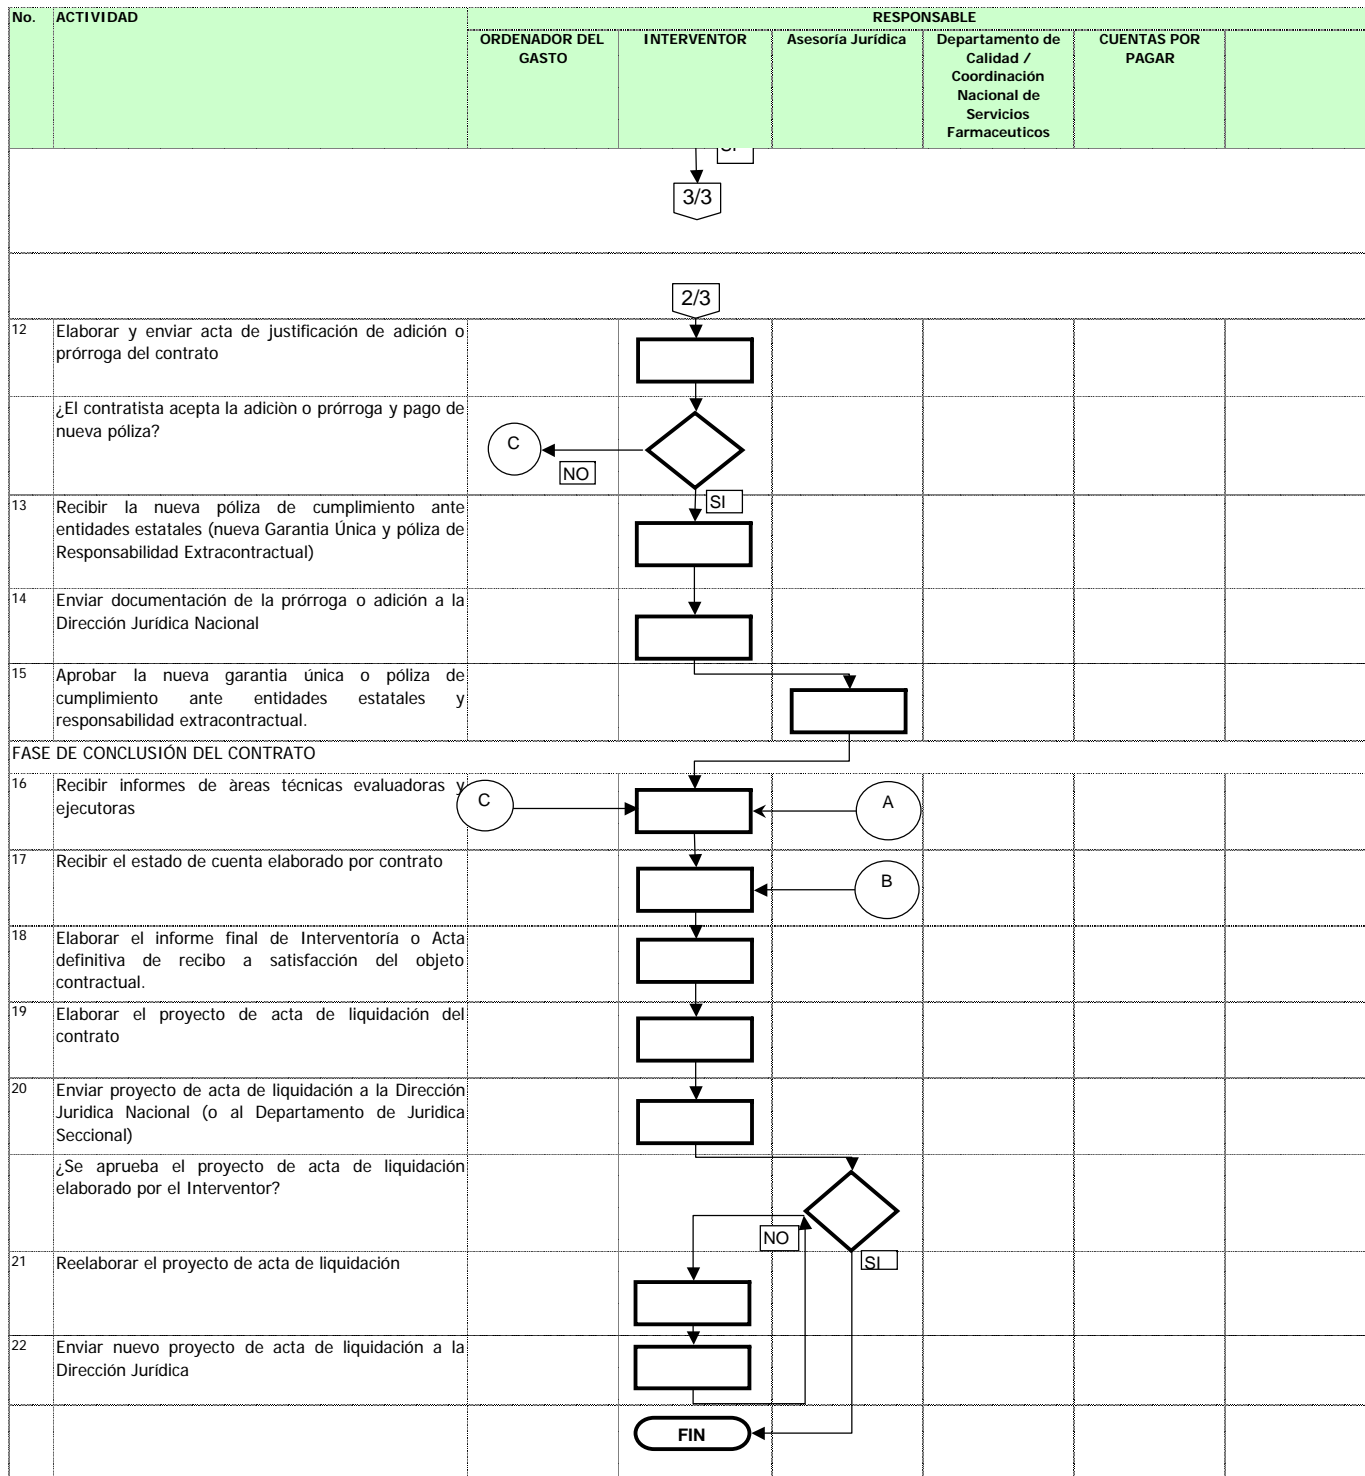 No. ACTIVIDAD
RESPONSABLE
ORDENADOR DEL
GASTO
INTERVENTOR
Asesoría Jurídica
Departamento de
Calidad /
Coordinación
Nacional de
Servicios
Farmaceuticos
CUENTAS POR
PAGAR
3/3
2/3
12 Elaborar y enviar acta de justificación de adición o
prórroga del contrato
¿El contratista acepta la adiciòn o prórroga y pago de
nueva póliza?
C
NO
SI
13 Recibir la nueva póliza de cumplimiento ante
entidades estatales (nueva Garantia Única y póliza de
Responsabilidad Extracontractual)
14 Enviar documentación de la prórroga o adición a la
Dirección Jurídica Nacional
15 Aprobar la nueva garantia única o póliza de
cumplimiento ante entidades estatales y
responsabilidad extracontractual.
FASE DE CONCLUSIÓN DEL CONTRATO
16 Recibir informes de àreas técnicas evaluadoras y
ejecutoras
C
A
17 Recibir el estado de cuenta elaborado por contrato
B
18 Elaborar el informe final de Interventoría o Acta
definitiva de recibo a satisfacción del objeto
contractual.
19 Elaborar el proyecto de acta de liquidación del
contrato
20 Enviar proyecto de acta de liquidación a la Dirección
Juridica Nacional (o al Departamento de Juridica
Seccional)
¿Se aprueba el proyecto de acta de liquidación
elaborado por el Interventor?
NO
SI
21 Reelaborar el proyecto de acta de liquidación
22 Enviar nuevo proyecto de acta de liquidación a la
Dirección Jurídica
FIN